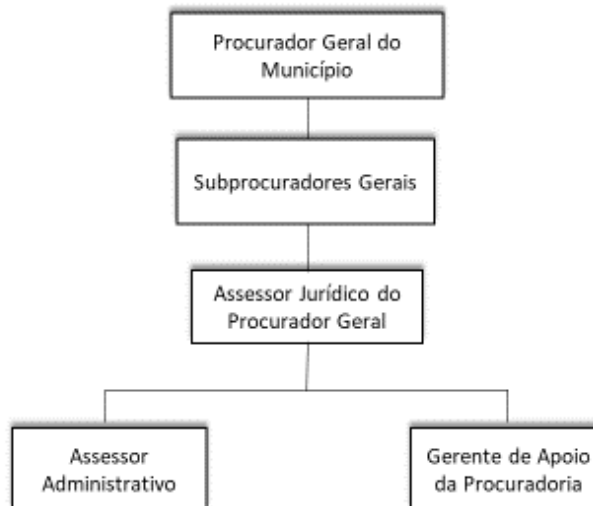 Procurador Geral do
Município
Subprocuradores Gerais
Assessor Jurídico do
Procurador Geral
Assessor
Administrativo
Gerente de Apoio
da Procuradoria